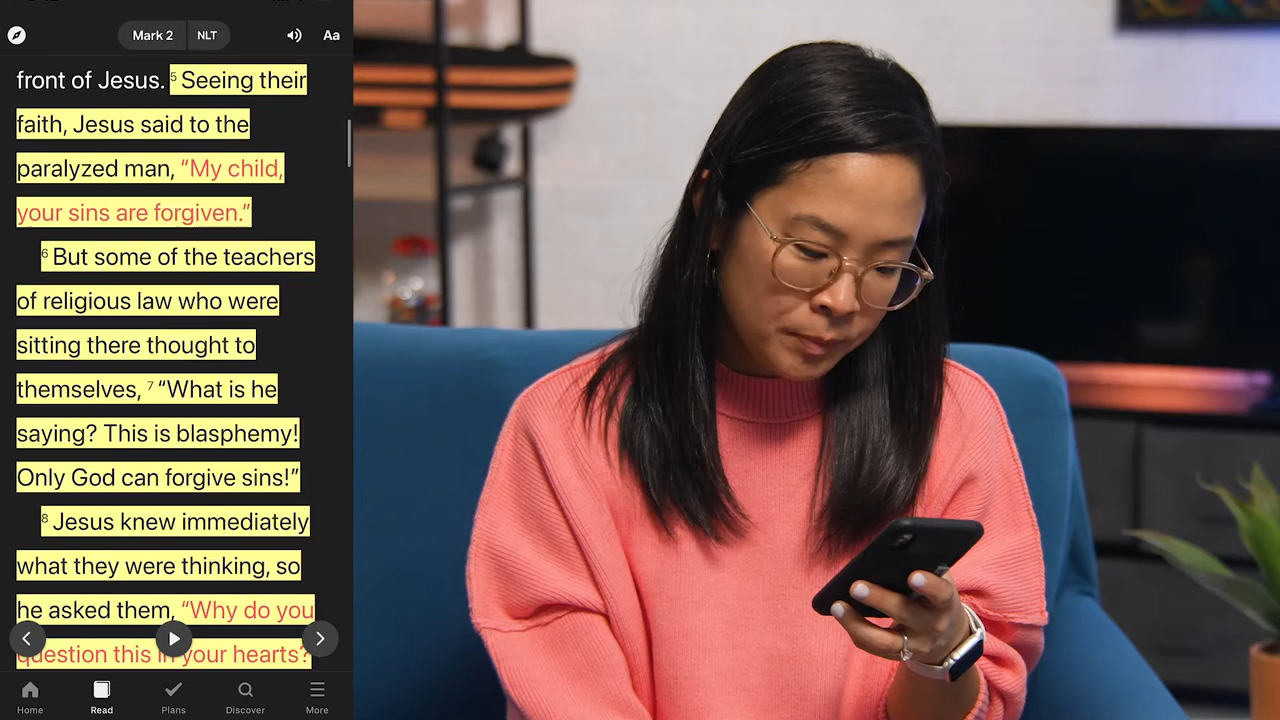 Mark 2 NLT Aa
front of Jesus. 5 Seeing their
faith, Jesus said to the
paralyzed man, “My child,
your sins are forgiven.”
6 But some of the teachers
of religious law who were
sitting there thought to
themselves, 7 “What is he
saying? This is blasphemy!
Only God can forgive sins!”
8 Jesus knew immediately
what they were thinking, so
he asked them, “Why do you
question this in your hearts?
Home Read Plans Discover More